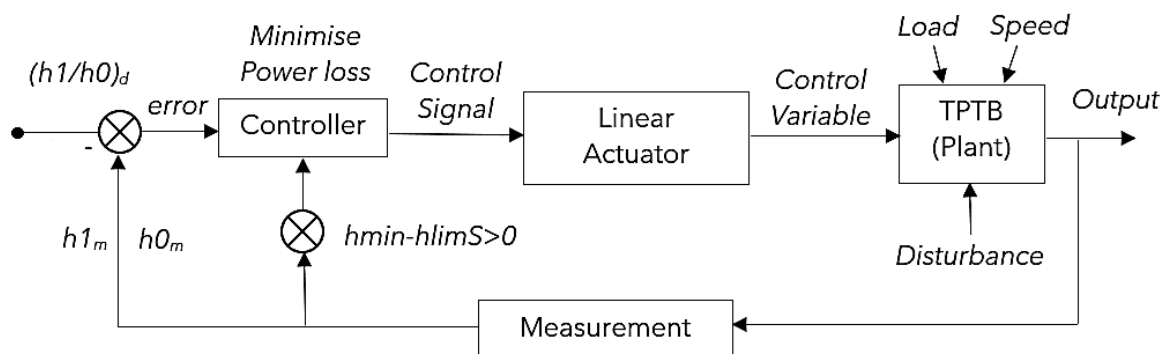 Minimise
Power loss
Load
Speed
(h1/h0)d
error
Controller
Control
Signal
Linear
Actuator
Control
Variable
TPTB
(Plant)
Output
-
h1m
h0m
hmin-hlimS>0
Disturbance
Measurement